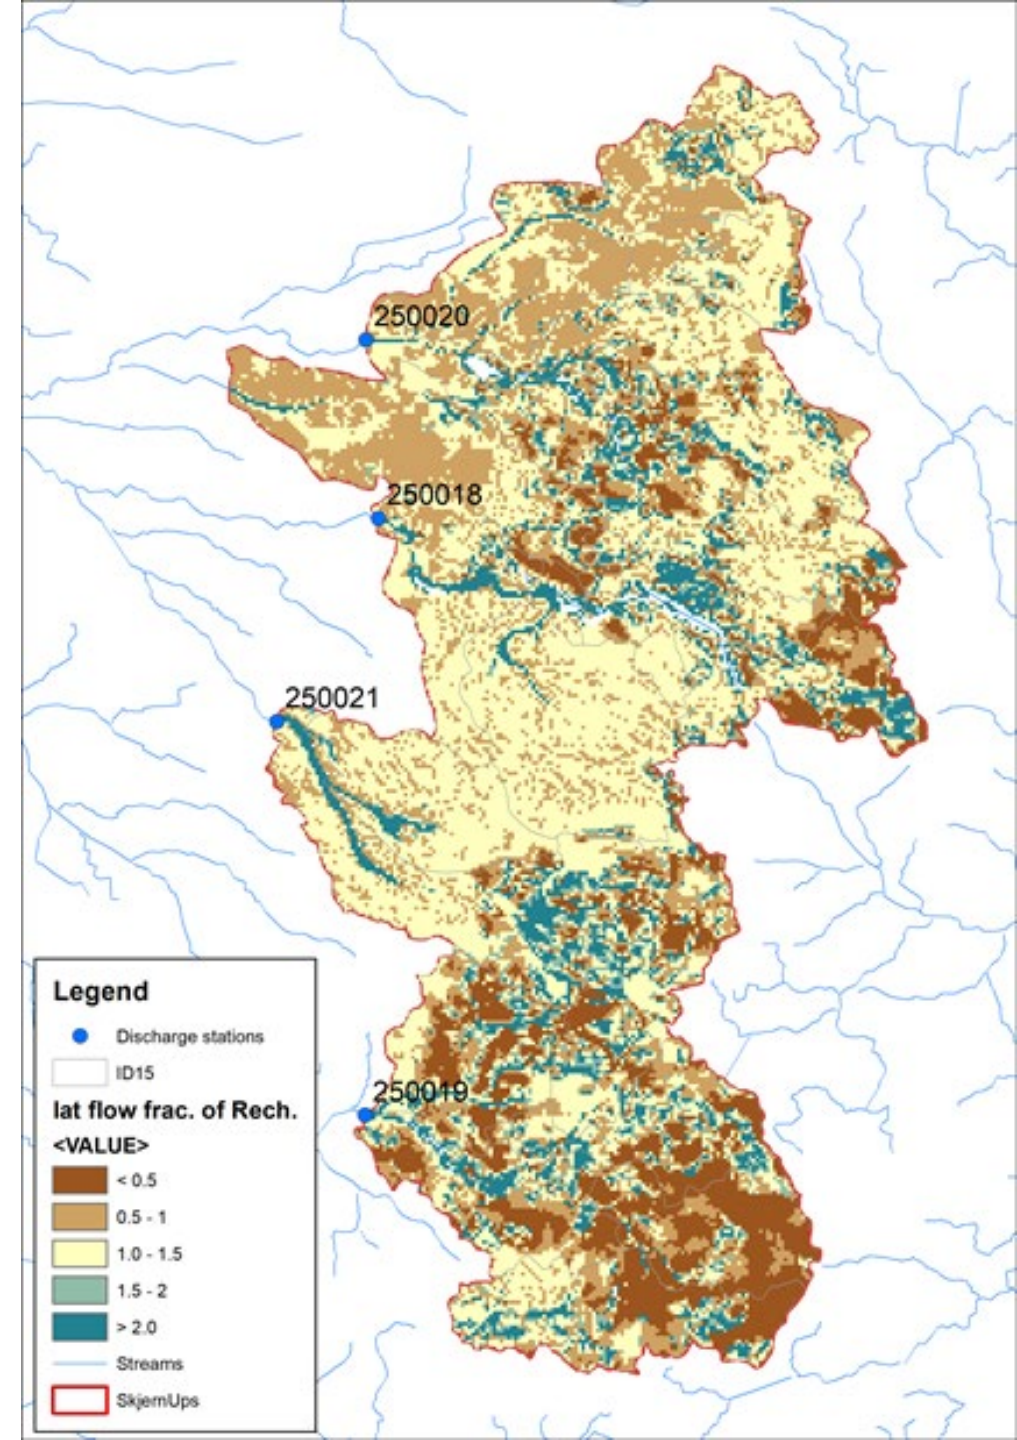 250020
250018
250021
250019
Legend
Discharge stations
ID15
lat flow frac. of Rech.
<VALUE>
< 0.5
0.5 - 1
1.0 - 1.5
1.5 - 2
> 2.0
Streams
SkjernUps